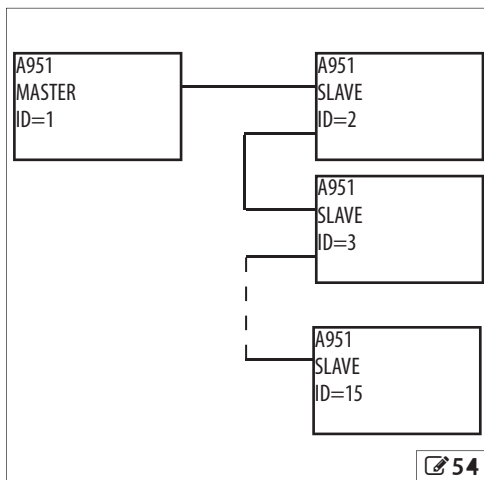 A951
MASTER
ID=1
A951
SLAVE
ID=2
A951
SLAVE
ID=3
A951
SLAVE
ID=15
54